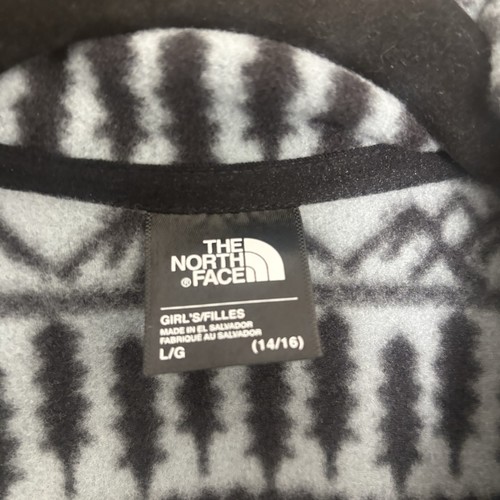 THE
NORTH
®FACE
GIRL'S/FILLES
MADE IN EL SALVADOR
FABRIQUÉ AU SALVADOR
L/G (14/16)